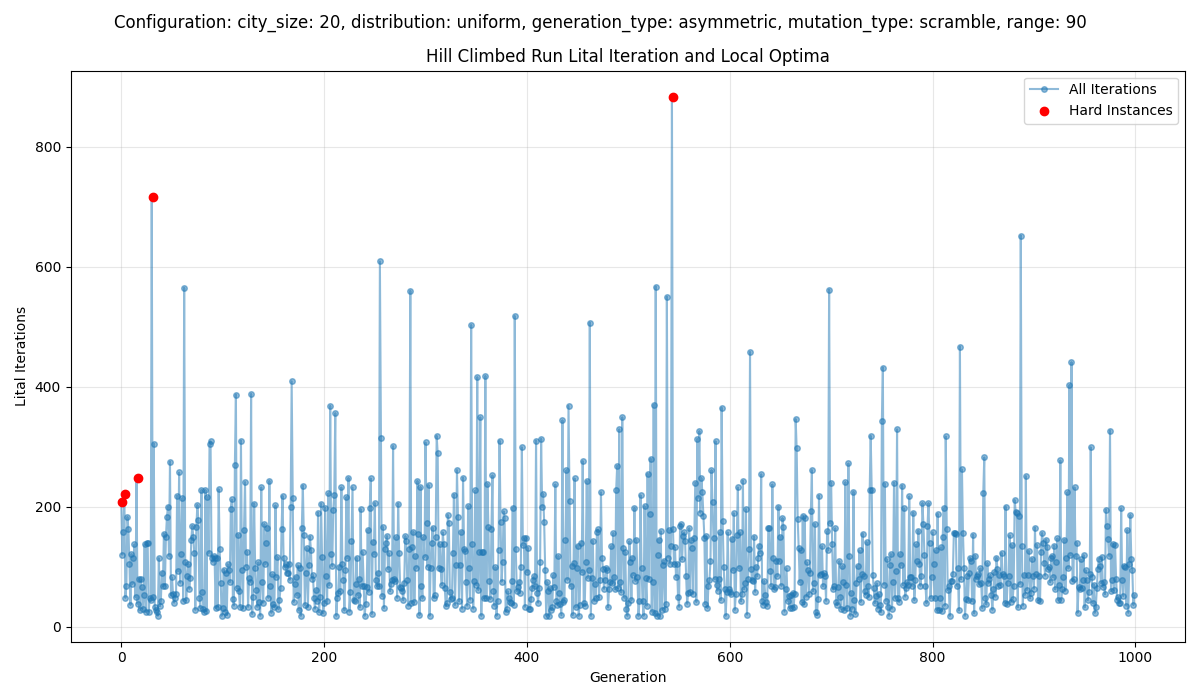 Configuration: city_size: 20, distribution: uniform, generation_type: asymmetric, mutation_type: scramble, range: 90
Hill Climbed Run Lital Iteration and Local Optima
All Iterations
Hard Instances
Lital Iterations
800
600
400
200
0
0 200 400 600 800 1000
Generation